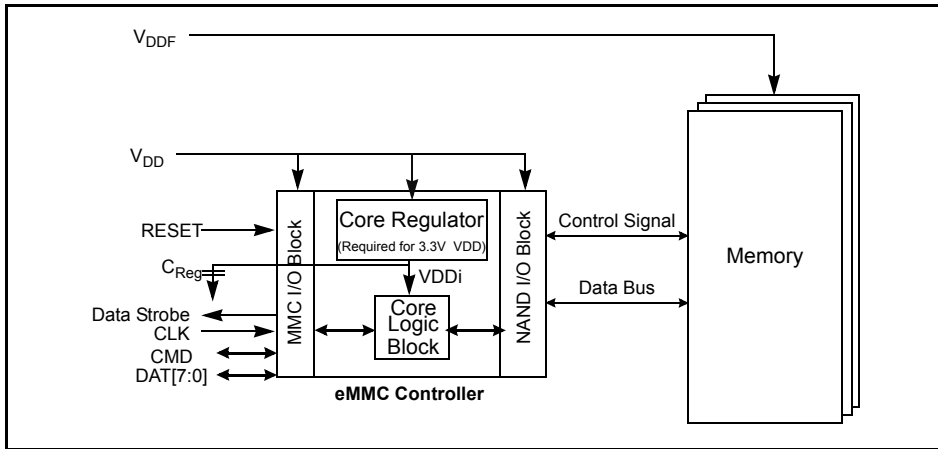 VDDF
VDD
RESET
CReg
Data Strobe
CLK
CMD
DAT[7:0]
MMC I/O Block
Core Regulator
(Required for 3.3V VDD)
VDDi
Core
Logic
Block
NAND I/O Block
eMMC Controller
Control Signal
Data Bus
Memory